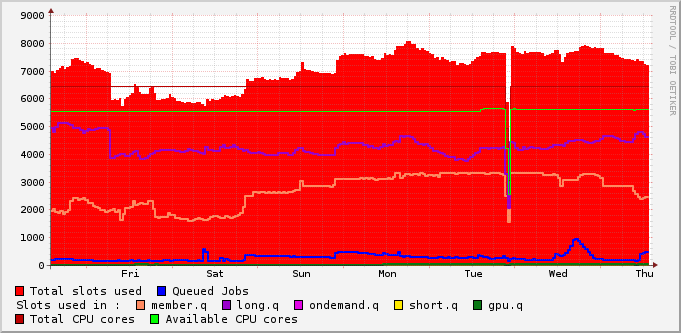 9000
8000
7000
6000
5000
4000
3000
2000
1000
0
Fri Sat Sun Mon Tue Wed Thu
Total slots used Queued Jobs
Slots used in : member.q long.q ondemand.q short.q gpu.q
Total CPU cores Available CPU cores
RRDTOOL / TOBI OETIKER